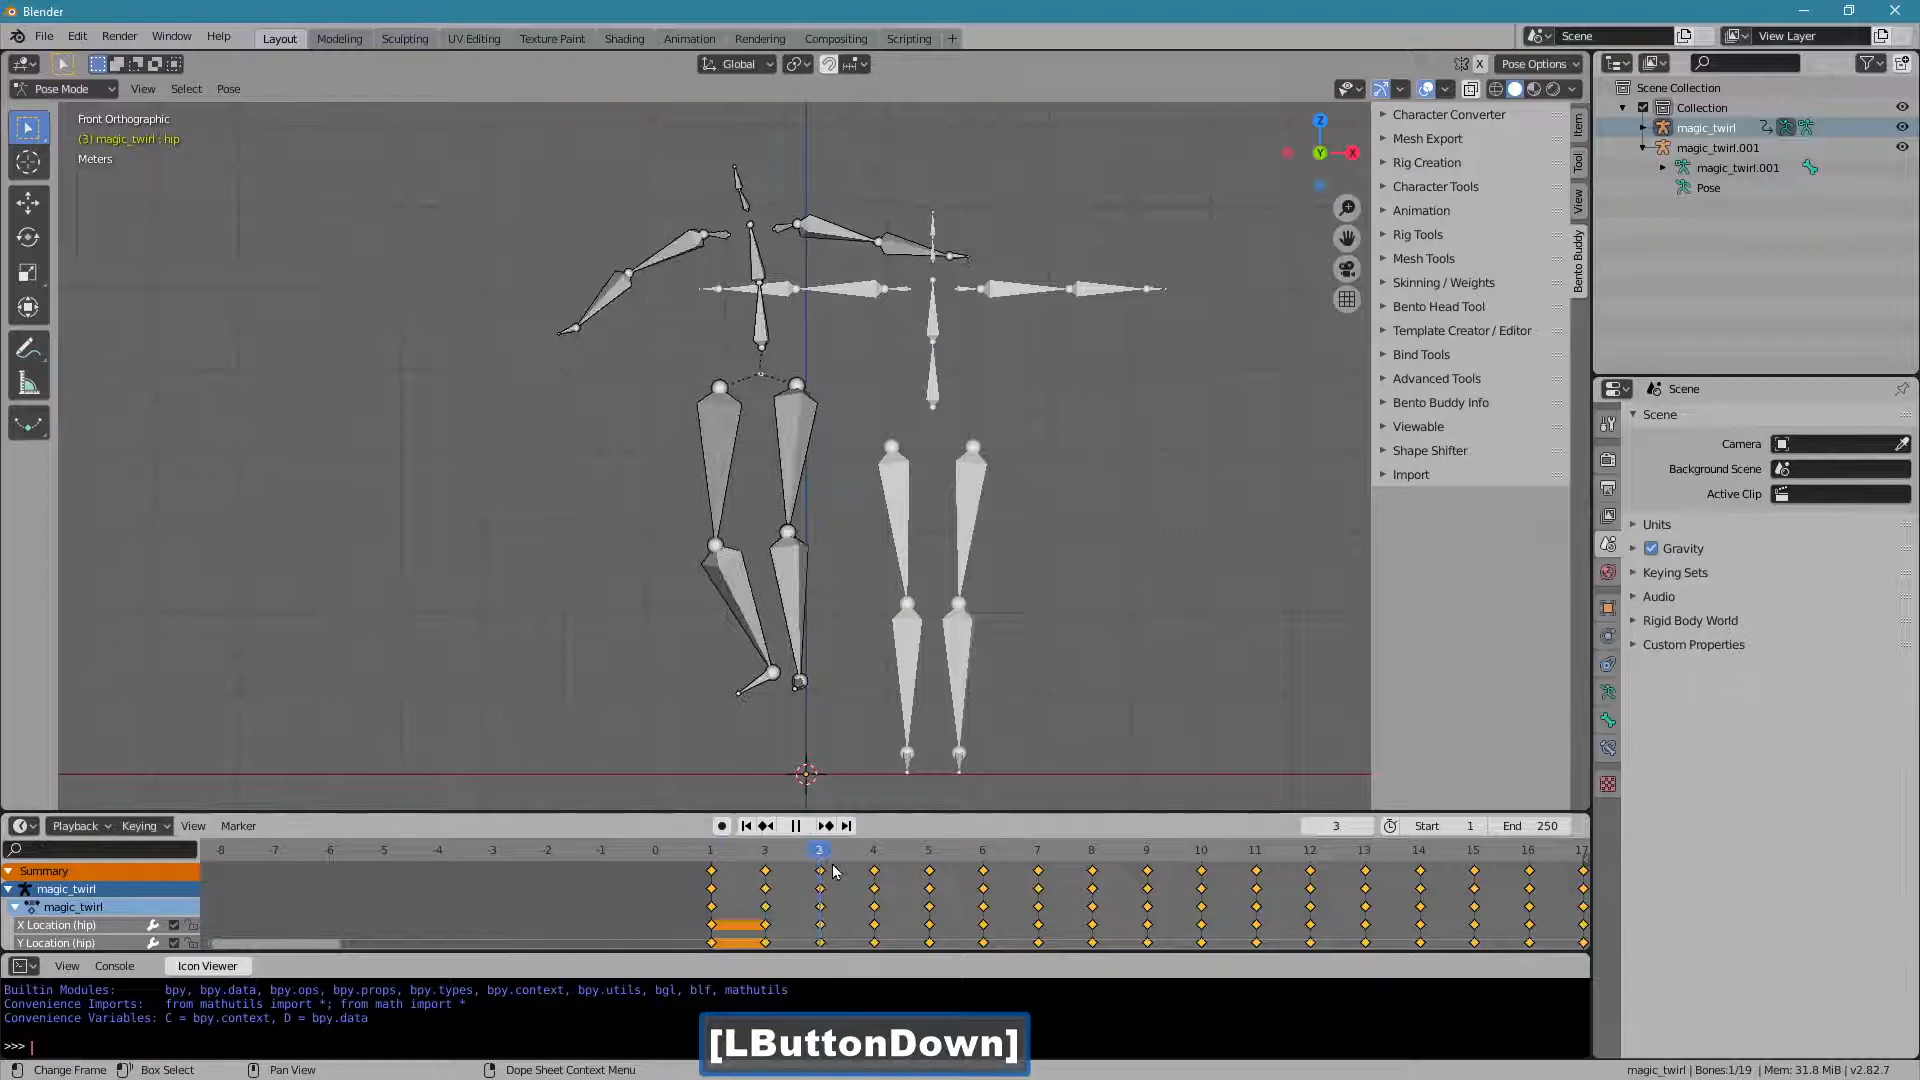 Blender
File Edit Render Window Help
Layout Modeling Sculpting UV Editing Texture Paint Shading Animation Rendering Compositing Scripting +
Scene View Layer
Global X Pose Options
Pose Mode View Select Pose
Front Orthographic
(3) magic_twirl : hip
Meters
Z
Y X
Character Converter
Mesh Export
Rig Creation
Character Tools
Animation
Rig Tools
Mesh Tools
Skinning / Weights
Bento Head Tool
Template Creator / Editor
Bind Tools
Advanced Tools
Bento Buddy Info
Viewable
Shape Shifter
Import
Item
Tool
View
Bento Buddy
Scene Collection
Collection
magic_twirl
magic_twirl.001
magic_twirl.001
Pose
Scene
Scene
Camera
Background Scene
Active Clip
Units
Gravity
Keying Sets
Audio
Rigid Body World
Custom Properties
Playback Keying View Marker 3 Start 1 End 250
-8 -7 -6 -5 -4 -3 -2 -1 0 1 3 3 4 5 6 7 8 9 10 11 12 13 14 15 16 17
Summary
magic_twirl
magic_twirl
X Location (hip)
Y Location (hip)
View Console Icon Viewer
Builtin Modules: bpy, bpy.data, bpy.ops, bpy.props, bpy.types, bpy.context, bpy.utils, bgl, blf, mathutils
Convenience Imports: from mathutils import *; from math import *
Convenience Variables: C = bpy.context, D = bpy.data
>>>
[LButtonDown]
Change Frame Box Select Pan View Dope Sheet Context Menu magic_twirl | Bones:1/19 | Mem: 31.8 MiB | v2.82.7